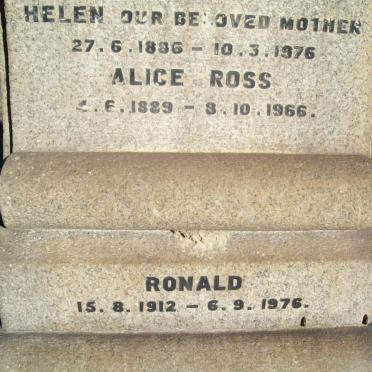 HELEN OUR BELOVED MOTHER
27.6.1886 – 10.3.1976
ALICE ROSS
.6.1889 – 8.10.1966.
RONALD
15.8.1912 – 6.9.1976.